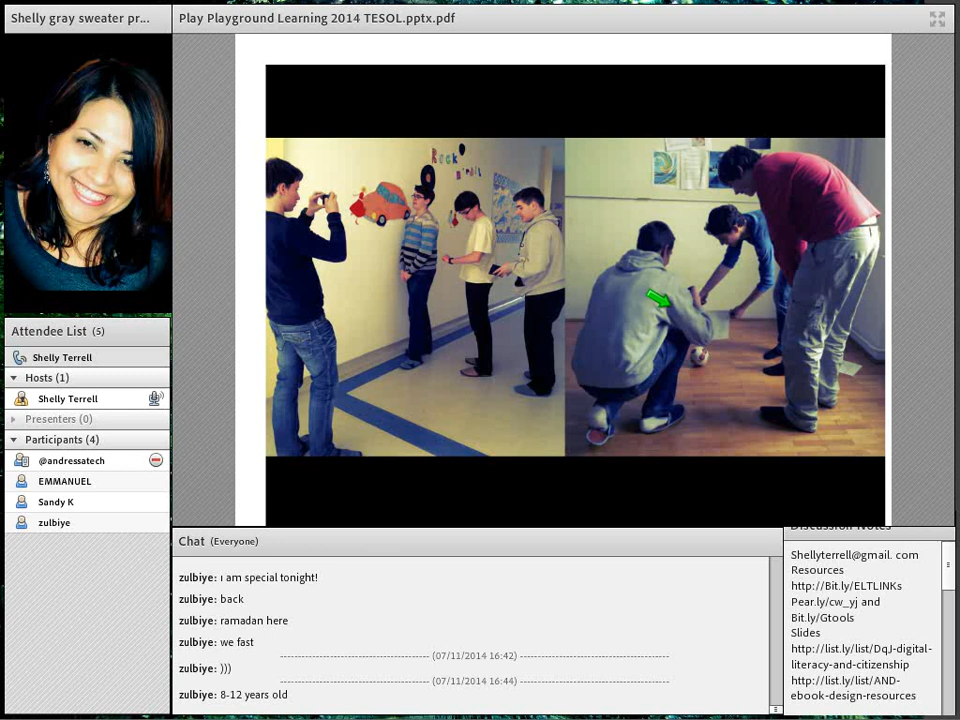 Shelly gray sweater pr...
Play Playground Learning 2014 TESOL.pptx.pdf
Rock
Attendee List (5)
Shelly Terrell
Hosts (1)
Shelly Terrell
Presenters (0)
Participants (4)
@andressatech
EMMANUEL
Sandy K
zulbiye
Chat (Everyone)
zulbiye: ı am special tonight!
zulbiye: back
zulbiye: ramadan here
zulbiye: we fast
(07/11/2014 16:42)
zulbiye: )))
(07/11/2014 16:44)
zulbiye: 8-12 years old
Discussion Notes
Shellyterrell@gmail. com
Resources
http://Bit.ly/ELTLINKs
Pear.ly/cw_yj and
Bit.ly/Gtools
Slides
http://list.ly/list/DqJ-digital-
literacy-and-citizenship
http://list.ly/list/AND-
ebook-design-resources